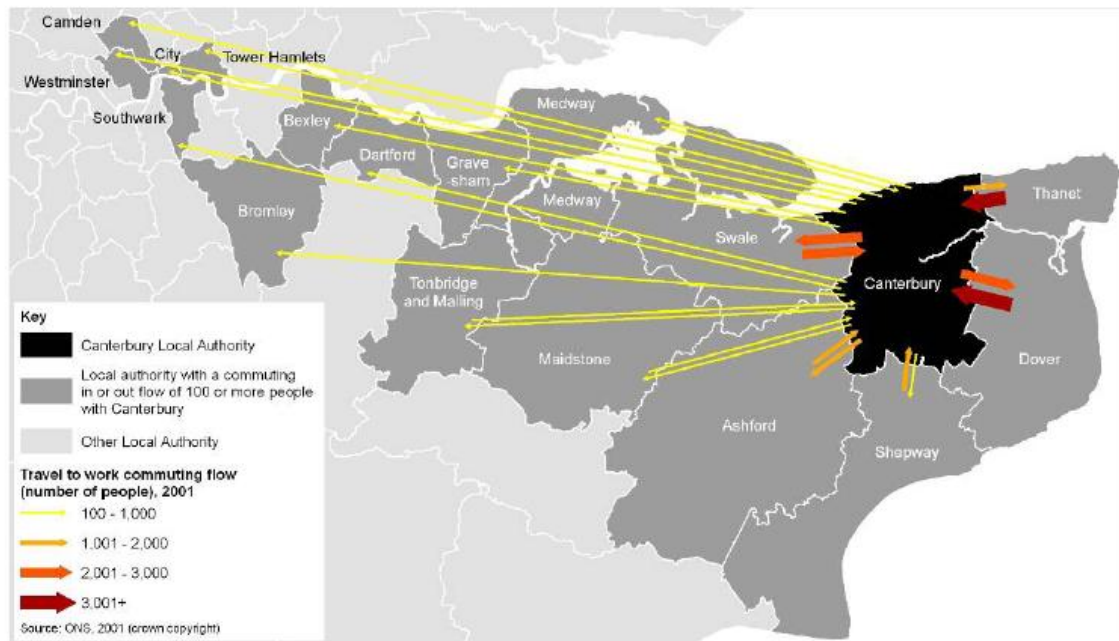 Camden
City
Tower Hamlets
Westminster
Southwark
Bexley
Medway
Dartford
Grave
-sham
Thanet
Medway
Bromley
Swale
Canterbury
Tonbridge
and Malling
Maidstone
Dover
Ashford
Shepway
Key
Canterbury Local Authority
Local authority with a commuting
in or out flow of 100 or more people
with Canterbury
Other Local Authority
Travel to work commuting flow
(number of people), 2001
100 - 1,000
1,001 - 2,000
2,001 - 3,000
3,001+
Source: ONS, 2001 (crown copyright)